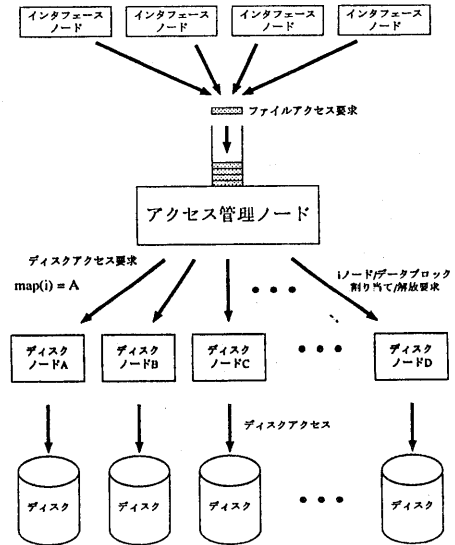 インタフェース
ノード
インタフェース
ノード
インタフェース
ノード
インタフェース
ノード
ファイルアクセス要求
アクセス管理ノード
ディスクアクセス要求
map(i) = A
iノード/データブロック
割り当て/解放要求
ディスク
ノードA
ディスク
ノードB
ディスク
ノードC
ディスク
ノードD
ディスクアクセス
ディスク
ディスク
ディスク
ディスク